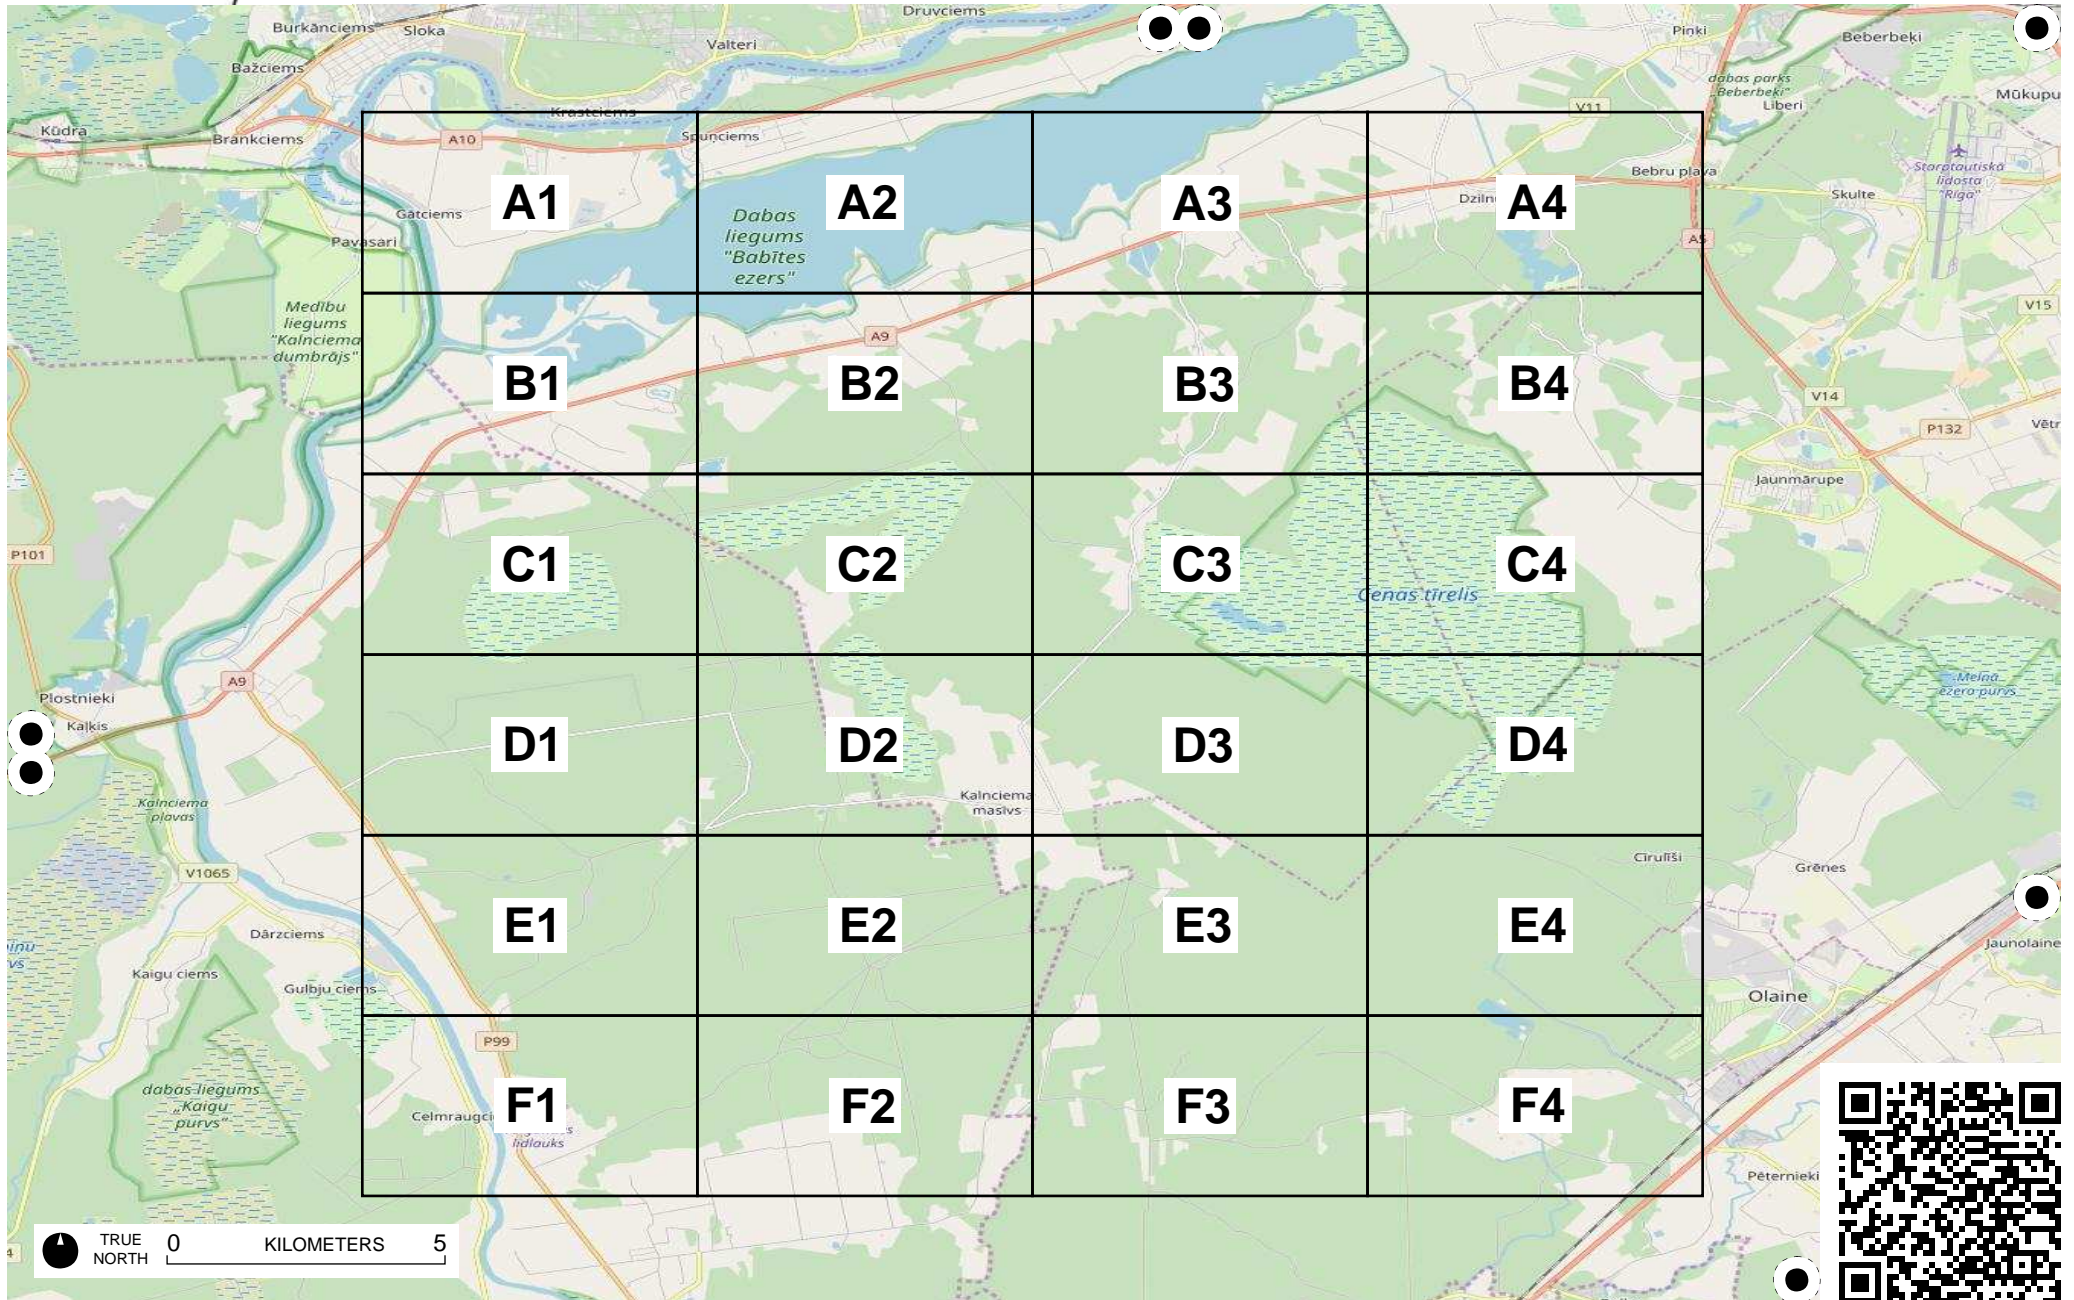 Burkānciems
Sloka
Druvciems
Valteri
Bažciems
Krastciems
Kūdra
Brankciems
Spuņciems
A10
Piņķi
Beberbeķi
dabas parks
„Beberbeķi"
Liberi
Mūkupu
V11
Starptautiskā
lidosta
"Rīga"
Bebru pļava
Skulte
A1
A2
A3
A4
Dabas
liegums
"Babītes
ezers"
Gātciems
Pavasari
A5
Medību
liegums
"Kalnciema
dumbrājs"
V15
A9
B1
B2
B3
B4
V14
P132
Jaunmārupe
P101
C1
C2
C3
C4
Cenas tīrelis
A9
Plostnieki
Kaļķis
Melnā
ezera purvs
D1
D2
D3
D4
Kalnciema
pļavas
Kalnciema
masīvs
V1065
Cīrulīši
Grēnes
Dārzciems
E1
E2
E3
E4
Jaunolaine
Kaigu ciems
Gulbju ciems
Olaine
P99
dabas liegums
„Kaigu
purvs"
Celmraugci
F1
F2
F3
F4
lidlauks
Pēternieki
TRUE
NORTH
0 KILOMETERS 5
4